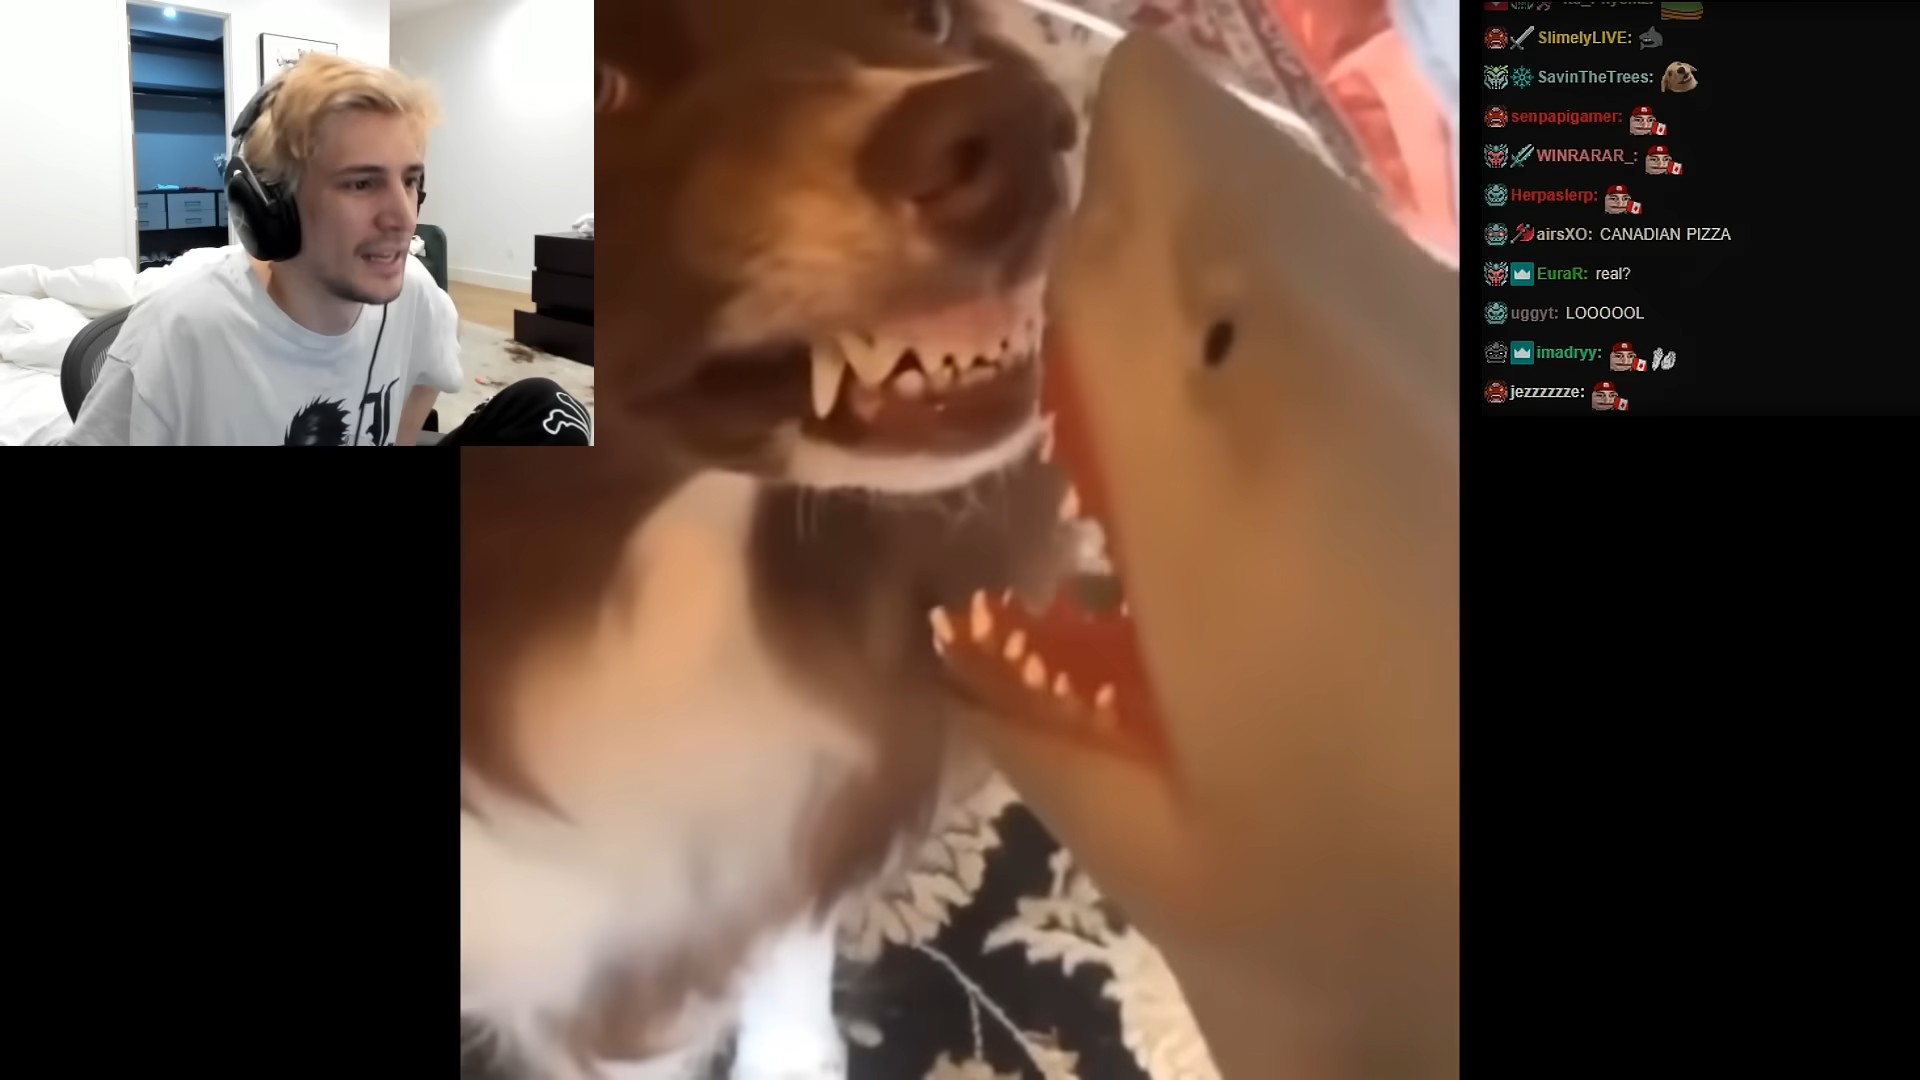 SlimelyLIVE:
SavinTheTrees:
senpapigamer:
WINRARAR_:
Herpaslerp:
airsXO: CANADIAN PIZZA
EuraR: real?
uggyt: LOOOOOL
imadryy:
jezzzzzze: